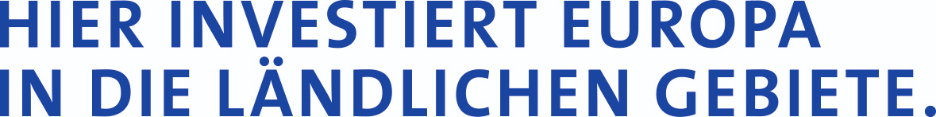 HIER INVESTIERT EUROPA
IN DIE LÄNDLICHEN GEBIETE.